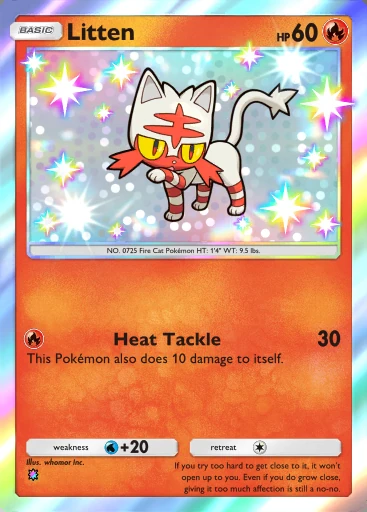 BASIC Litten HP 60
NO. 0725 Fire Cat Pokémon HT: 1'4" WT: 9.5 lbs.
Heat Tackle 30
This Pokémon also does 10 damage to itself.
weakness +20 retreat
Illus. whomor inc.
If you try too hard to get close to it, it won't
open up to you. Even if you do grow close,
giving it too much affection is still a no-no.